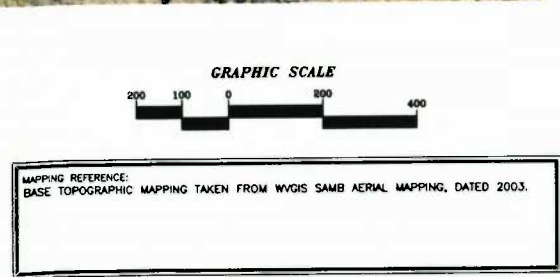 GRAPHIC SCALE
200 100 0 200 400
MAPPING REFERENCE:
BASE TOPOGRAPHIC MAPPING TAKEN FROM WVGIS SAMB AERIAL MAPPING, DATED 2003.